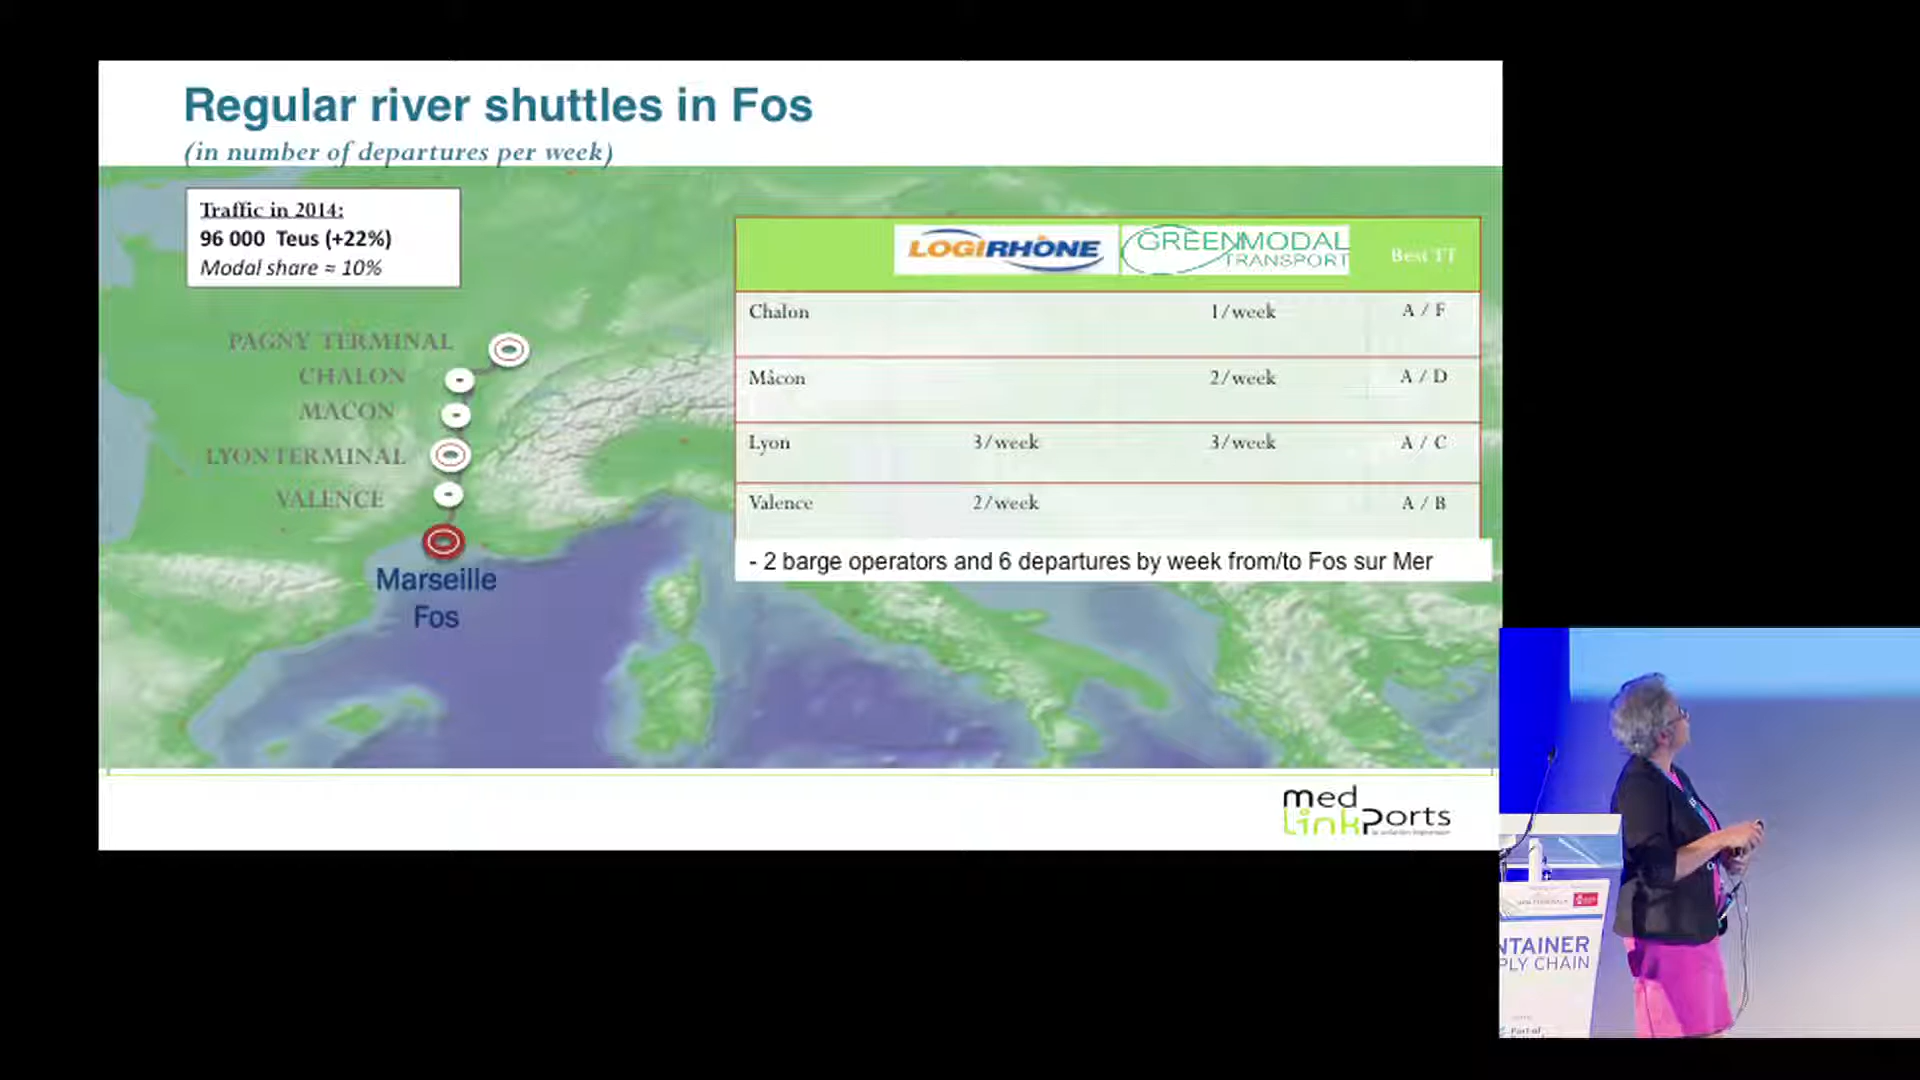 Regular river shuttles in Fos
(in number of departures per week)
Traffic in 2014:
96 000 Teus (+22%)
Modal share ≈ 10%
PAGNY TERMINAL
CHALON
MACON
LYON TERMINAL
VALENCE
Marseille
Fos
LOGIRHÔNE GREENMODAL TRANSPORT Best TT
Chalon 1/week A / F
Mâcon 2/week A / D
Lyon 3/week 3/week A / C
Valence 2/week A / B
- 2 barge operators and 6 departures by week from/to Fos sur Mer
med
linkPorts
NTAINER
PLY CHAIN
Part of